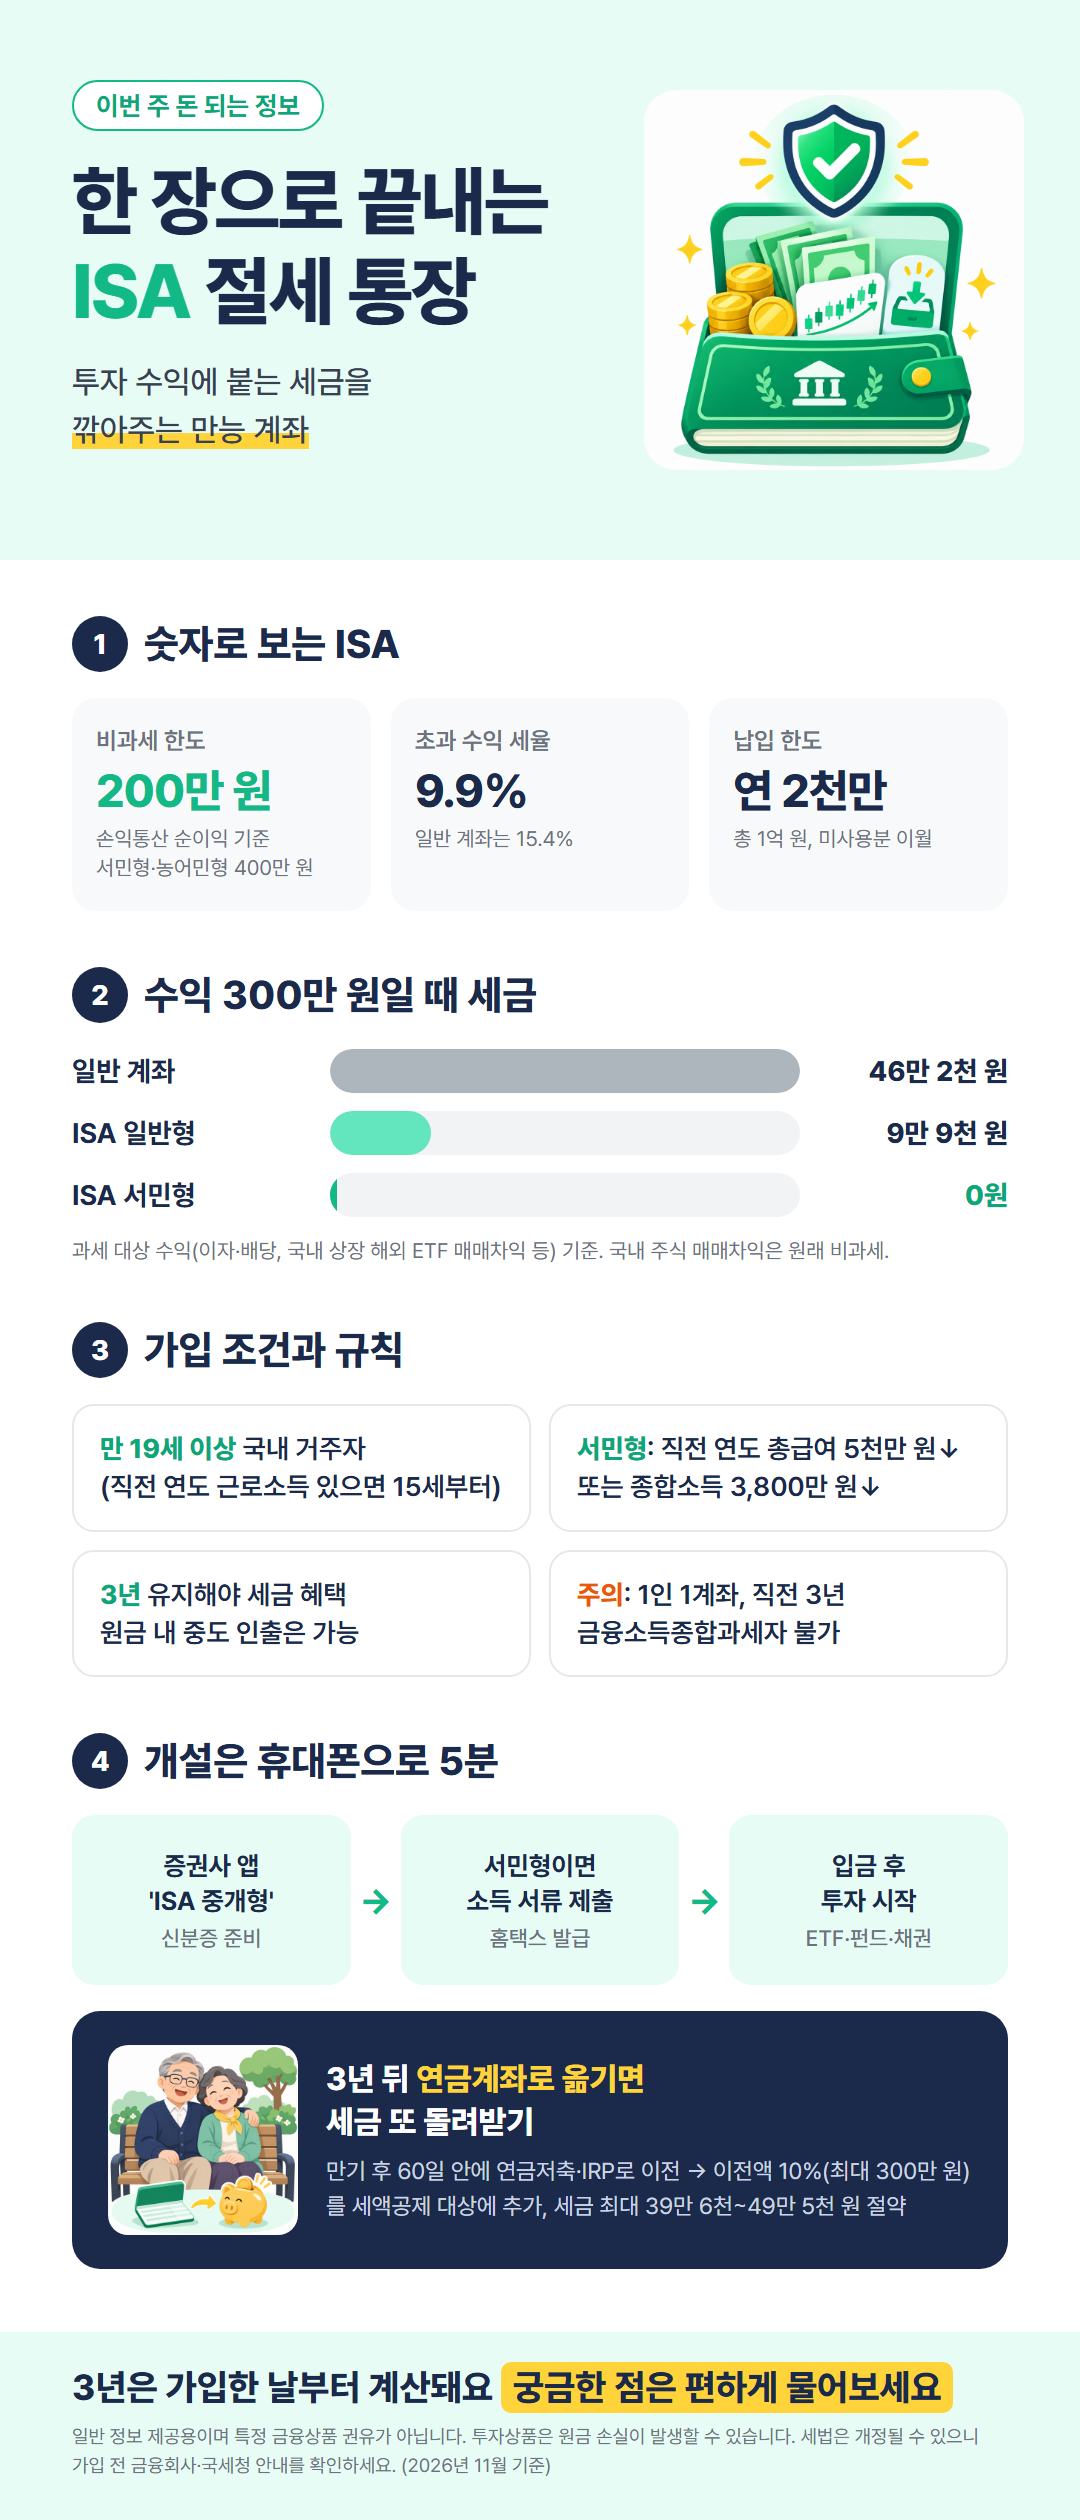 이번 주 돈 되는 정보
한 장으로 끝내는
ISA 절세 통장
투자 수익에 붙는 세금을
깎아주는 만능 계좌
1 숫자로 보는 ISA
비과세 한도
200만 원
손익통산 순이익 기준
서민형·농어민형 400만 원
초과 수익 세율
9.9%
일반 계좌는 15.4%
납입 한도
연 2천만
총 1억 원, 미사용분 이월
2 수익 300만 원일 때 세금
일반 계좌 46만 2천 원
ISA 일반형 9만 9천 원
ISA 서민형 0원
과세 대상 수익(이자·배당, 국내 상장 해외 ETF 매매차익 등) 기준. 국내 주식 매매차익은 원래 비과세.
3 가입 조건과 규칙
만 19세 이상 국내 거주자
(직전 연도 근로소득 있으면 15세부터)
서민형: 직전 연도 총급여 5천만 원↓
또는 종합소득 3,800만 원↓
3년 유지해야 세금 혜택
원금 내 중도 인출은 가능
주의: 1인 1계좌, 직전 3년
금융소득종합과세자 불가
4 개설은 휴대폰으로 5분
증권사 앱
'ISA 중개형'
신분증 준비
→
서민형이면
소득 서류 제출
홈택스 발급
→
입금 후
투자 시작
ETF·펀드·채권
3년 뒤 연금계좌로 옮기면
세금 또 돌려받기
만기 후 60일 안에 연금저축·IRP로 이전 → 이전액 10%(최대 300만 원)
를 세액공제 대상에 추가, 세금 최대 39만 6천~49만 5천 원 절약
3년은 가입한 날부터 계산돼요 궁금한 점은 편하게 물어보세요
일반 정보 제공용이며 특정 금융상품 권유가 아닙니다. 투자상품은 원금 손실이 발생할 수 있습니다. 세법은 개정될 수 있으니
가입 전 금융회사·국세청 안내를 확인하세요. (2026년 11월 기준)